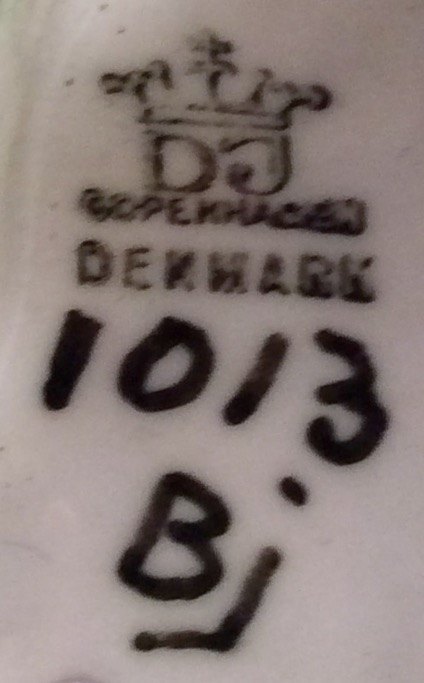 DJ
COPENHAGEN
DENMARK
1013
Bj